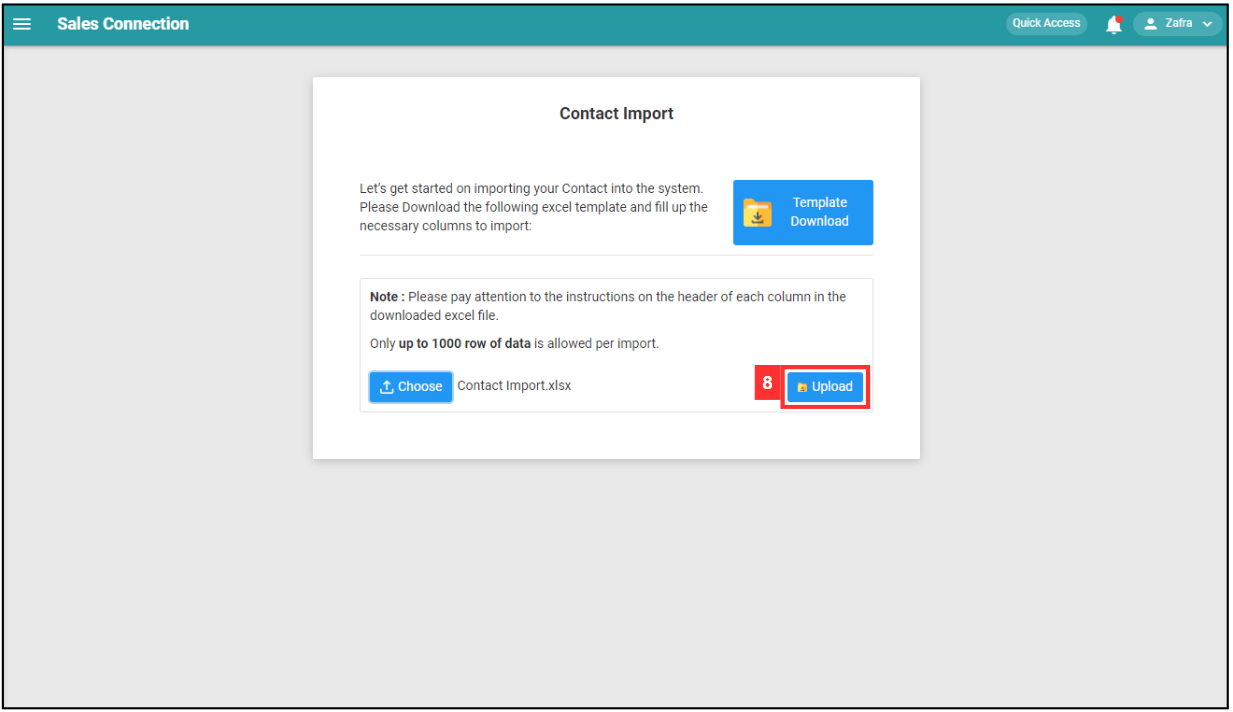 Sales Connection
Quick Access
Zafra
Contact Import
Let's get started on importing your Contact into the system.
Please Download the following excel template and fill up the
necessary columns to import:
Template
Download
Note : Please pay attention to the instructions on the header of each column in the
downloaded excel file.
Only up to 1000 row of data is allowed per import.
Choose
Contact Import.xlsx
8
Upload